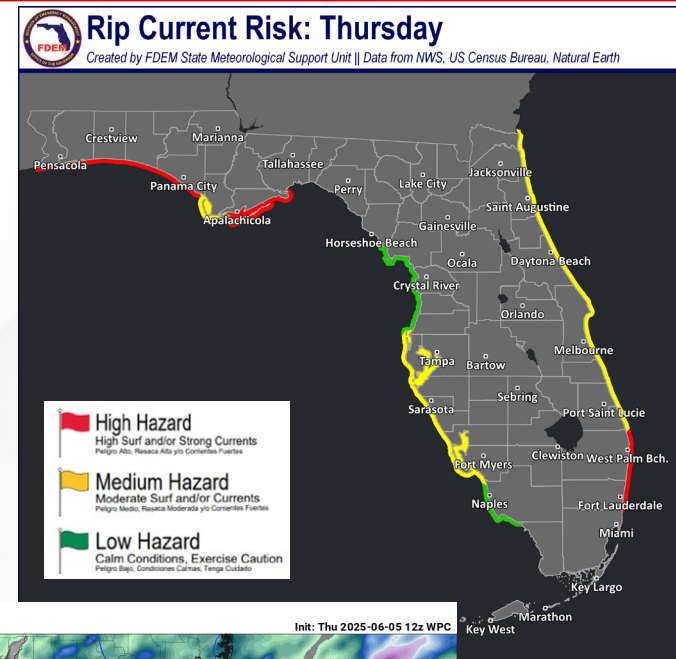 FDEM
Rip Current Risk: Thursday
Created by FDEM State Meteorological Support Unit || Data from NWS, US Census Bureau, Natural Earth
Crestview
Marianna
Pensacola
Tallahassee
Jacksonville
Panama City
Perry
Lake City
Saint Augustine
Apalachicola
Gainesville
Horseshoe Beach
Ocala
Daytona Beach
Crystal River
Orlando
Melbourne
Tampa
Bartow
Sebring
Sarasota
Port Saint Lucie
Clewiston
West Palm Bch.
Fort Myers
Naples
Fort Lauderdale
Miami
Key Largo
Marathon
Key West
High Hazard
High Surf and/or Strong Currents
Peligro Alto, Resaca Alta y/o Corrientes Fuertes
Medium Hazard
Moderate Surf and/or Currents
Peligro Medio, Resaca Moderada y/o Corrientes Fuertes
Low Hazard
Calm Conditions, Exercise Caution
Peligro Bajo, Condiciones Calmas, Tenga Cuidado
Init: Thu 2025-06-05 12z WPC